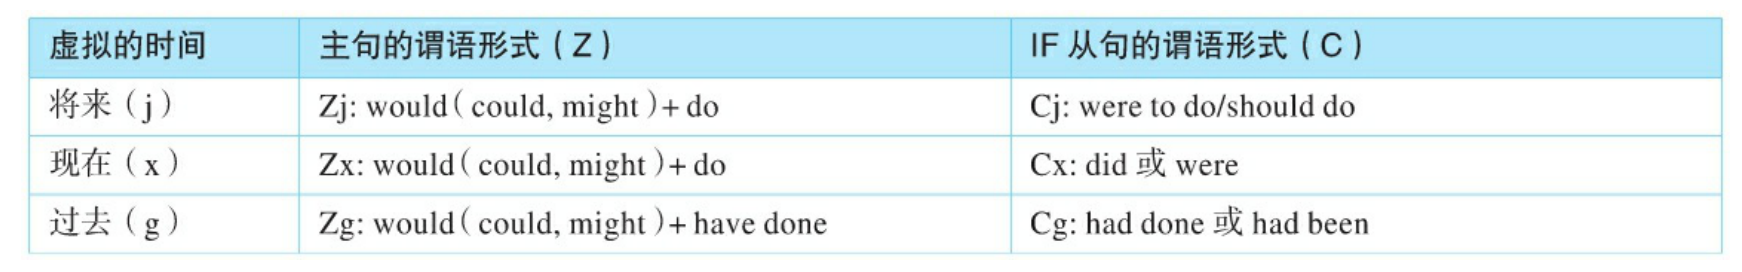 虚拟的时间 主句的谓语形式（Z） IF 从句的谓语形式（C）
将来（j） Zj: would（could, might）+ do Cj: were to do/should do
现在（x） Zx: would（could, might）+ do Cx: did 或 were
过去（g） Zg: would（could, might）+ have done Cg: had done 或 had been